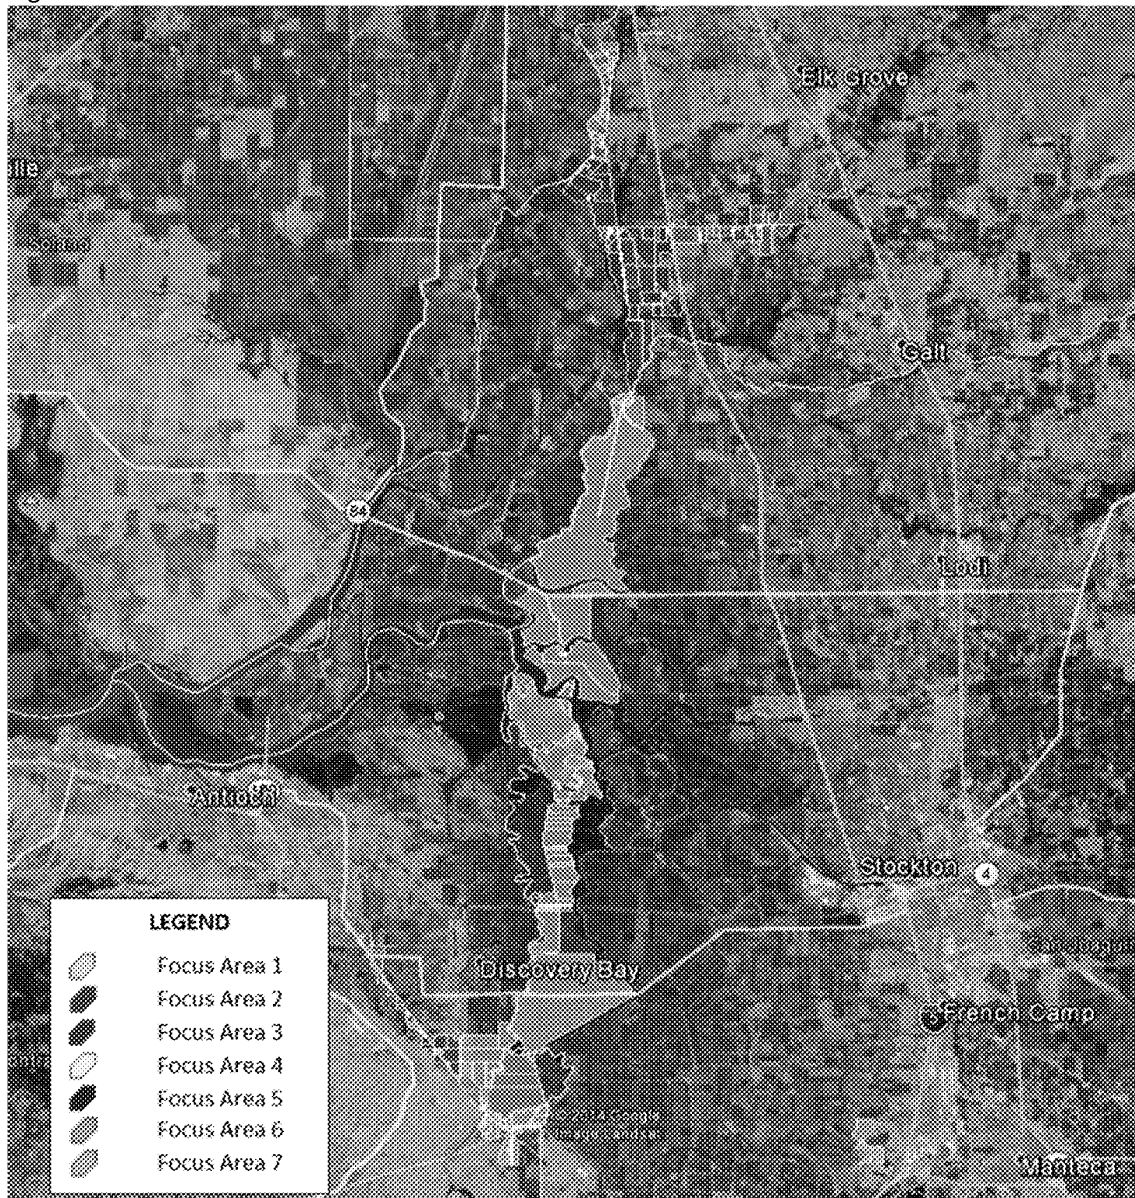 Elk Grove
Solano
Galt
84
Lodi
Antioch
Stockton
4
LEGEND
Focus Area 1
Focus Area 2
Focus Area 3
Focus Area 4
Focus Area 5
Focus Area 6
Focus Area 7
Discovery Bay
French Camp
Manteca